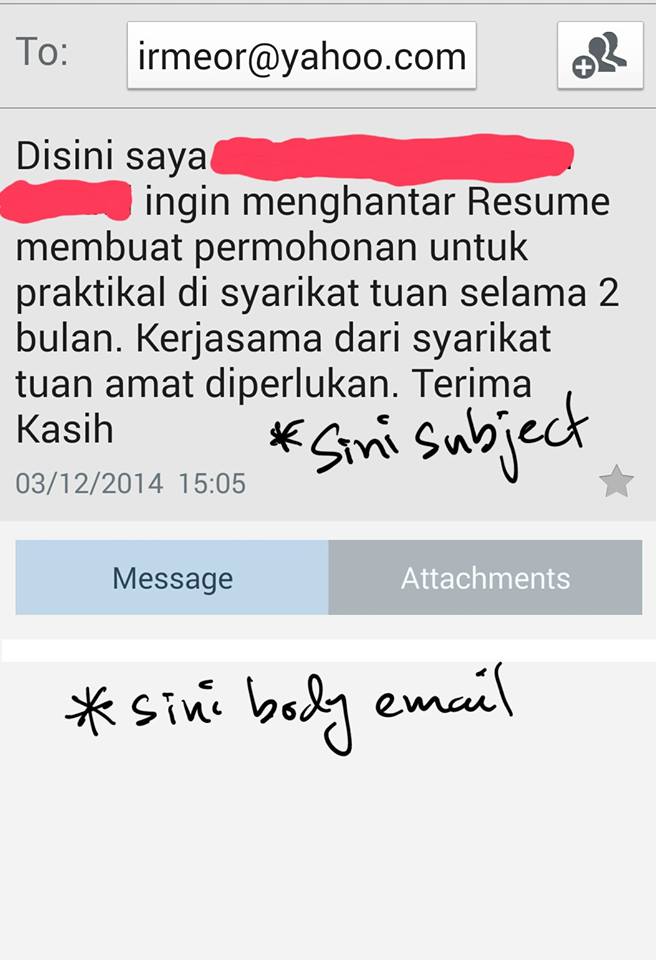 To: irmeor@yahoo.com
Disini saya
ingin menghantar Resume
membuat permohonan untuk
praktikal di syarikat tuan selama 2
bulan. Kerjasama dari syarikat
tuan amat diperlukan. Terima
Kasih
*sini subject
03/12/2014 15:05
Message Attachments
*sini body email